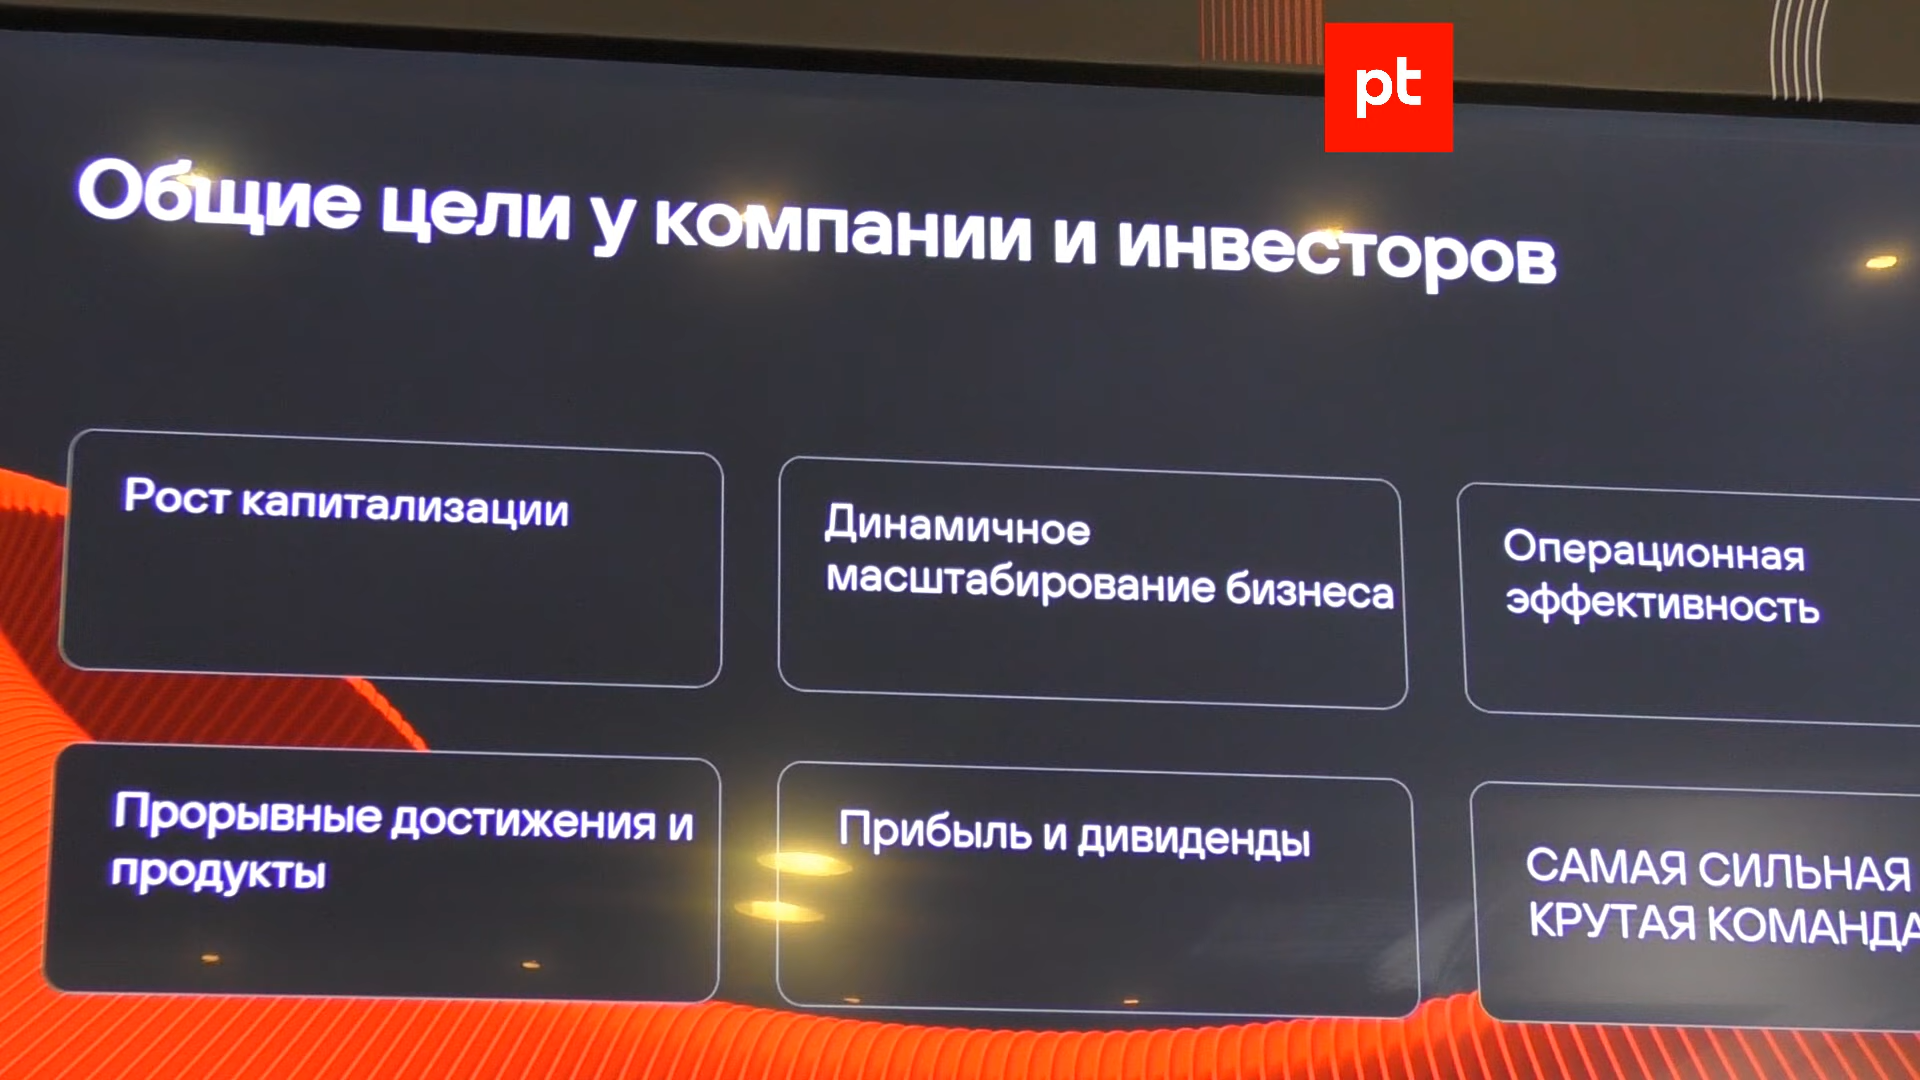 pt
Общие цели у компании и инвесторов
Рост капитализации
Динамичное
масштабирование бизнеса
Операционная
эффективность
Прорывные достижения и
продукты
Прибыль и дивиденды
САМАЯ СИЛЬНАЯ
КРУТАЯ КОМАНДА